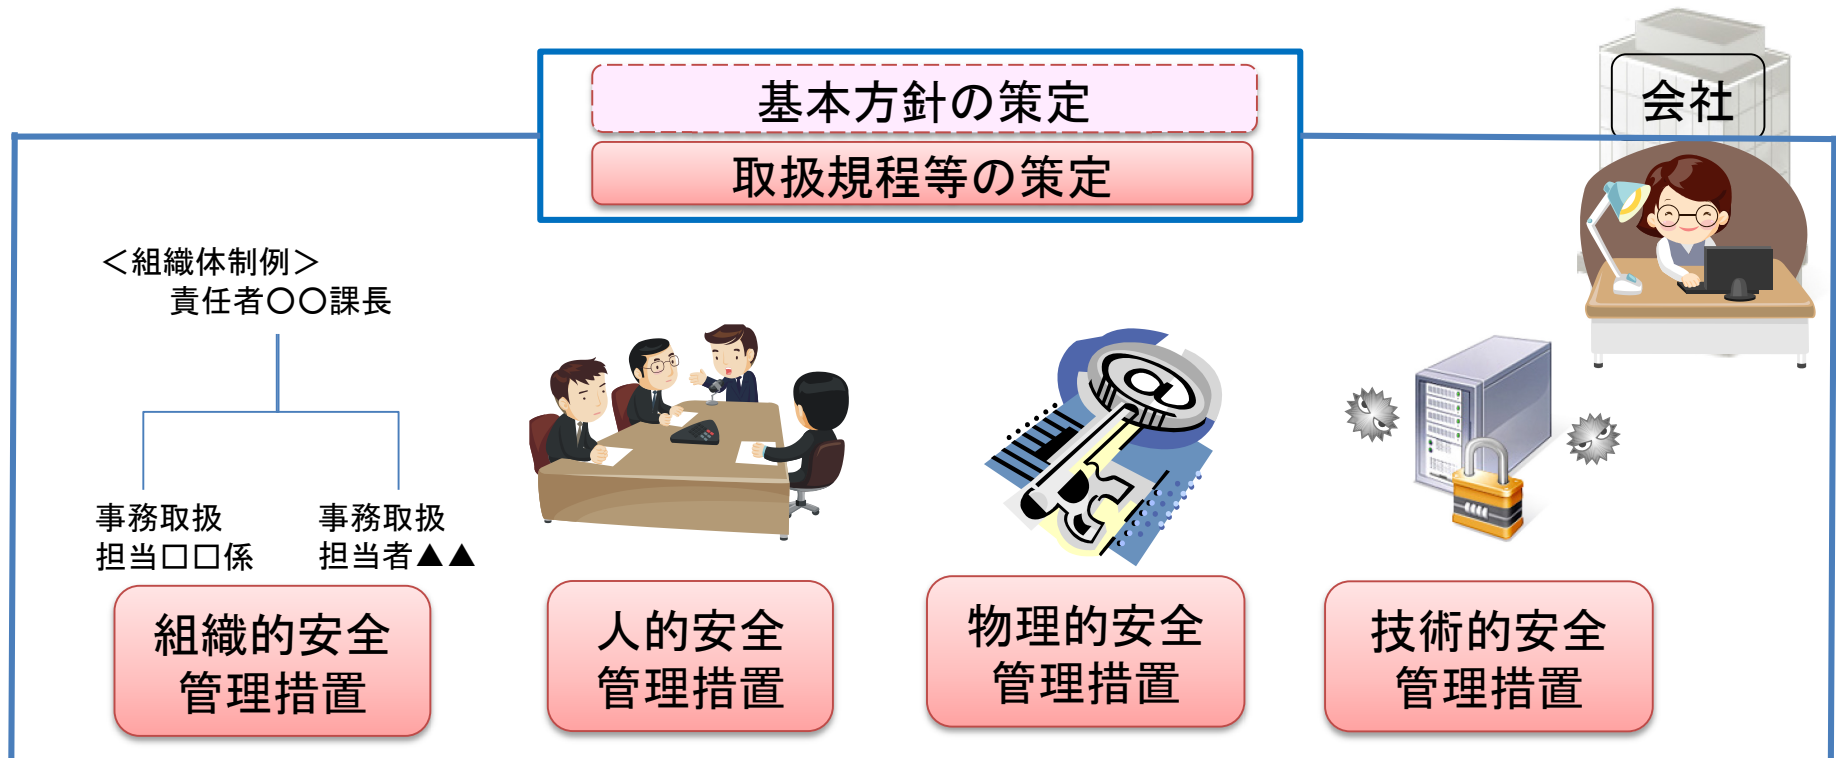 基本方針の策定
会社
取扱規程等の策定
＜組織体制例＞
責任者〇〇課長
事務取扱
担当□□係
事務取扱
担当者▲▲
組織的安全
管理措置
人的安全
管理措置
物理的安全
管理措置
技術的安全
管理措置